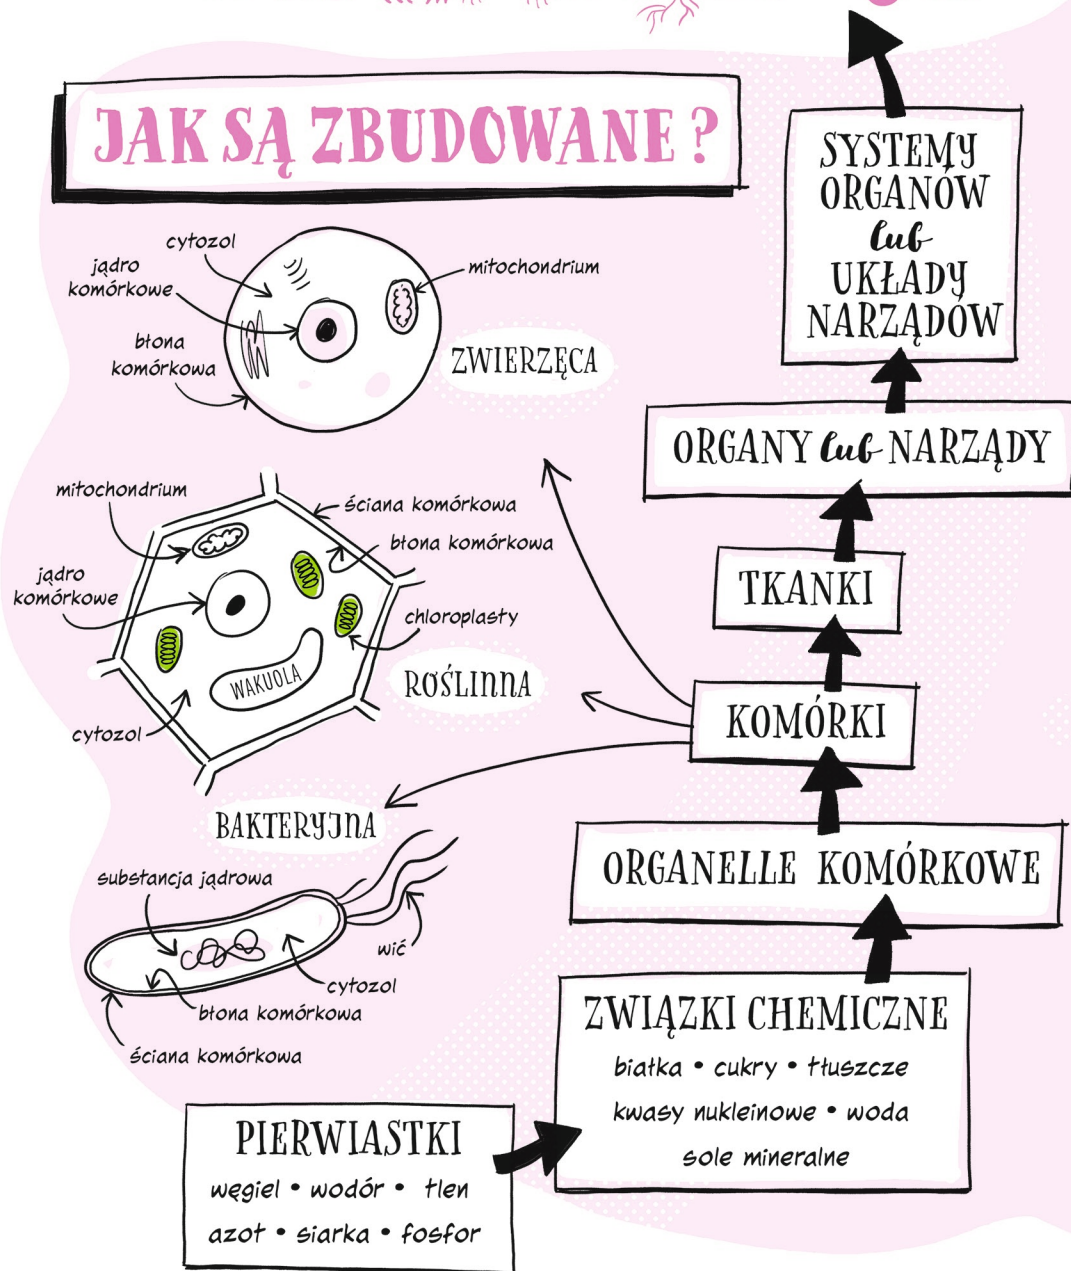 JAK SĄ ZBUDOWANE?
cytozol
jądro
komórkowe
błona
komórkowa
mitochondrium
ZWIERZĘCA
mitochondrium
jądro
komórkowe
cytozol
ściana komórkowa
błona komórkowa
chloroplasty
WAKUOLA
ROŚLINNA
BAKTERYJNA
substancja jądrowa
wić
cytozol
błona komórkowa
ściana komórkowa
SYSTEMY
ORGANÓW
lub
UKŁADY
NARZĄDÓW
ORGANY lub NARZĄDY
TKANKI
KOMÓRKI
ORGANELLE KOMÓRKOWE
ZWIĄZKI CHEMICZNE
białka • cukry • tłuszcze
kwasy nukleinowe • woda
sole mineralne
PIERWIASTKI
węgiel • wodór • tlen
azot • siarka • fosfor